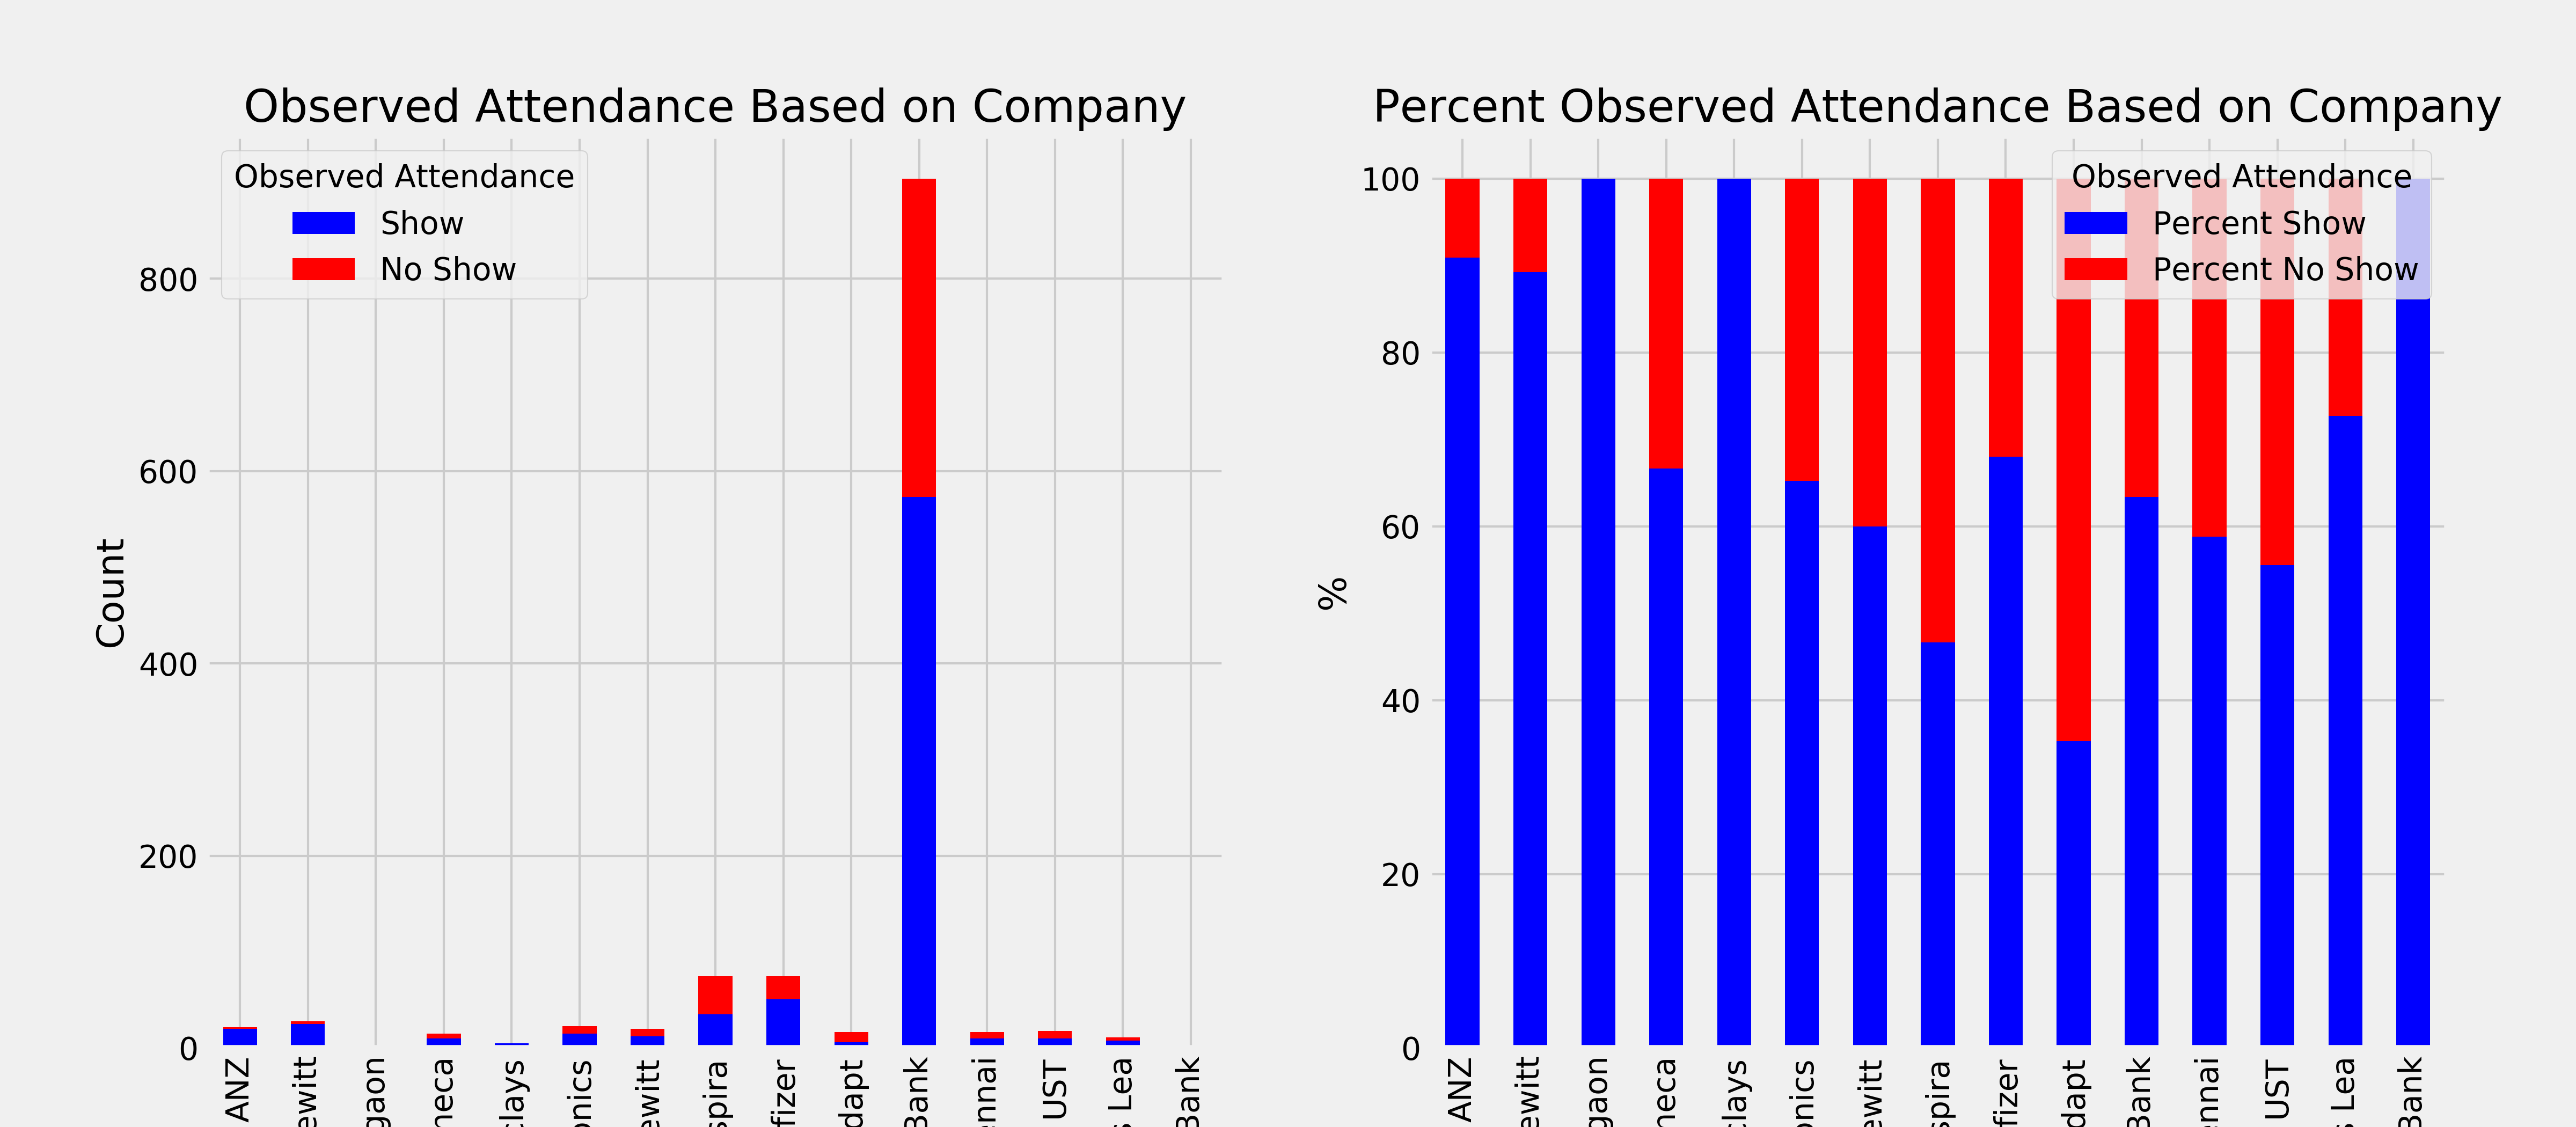 Observed Attendance Based on Company
Observed Attendance
Show
No Show
Count
800
600
400
200
0
ANZ
ewitt
gaon
neca
clays
onics
ewitt
spira
fizer
dapt
Bank
ennai
UST
s Lea
Bank
Percent Observed Attendance Based on Company
Observed Attendance
Percent Show
Percent No Show
%
100
80
60
40
20
0
ANZ
ewitt
gaon
neca
clays
onics
ewitt
spira
fizer
dapt
Bank
ennai
UST
s Lea
Bank